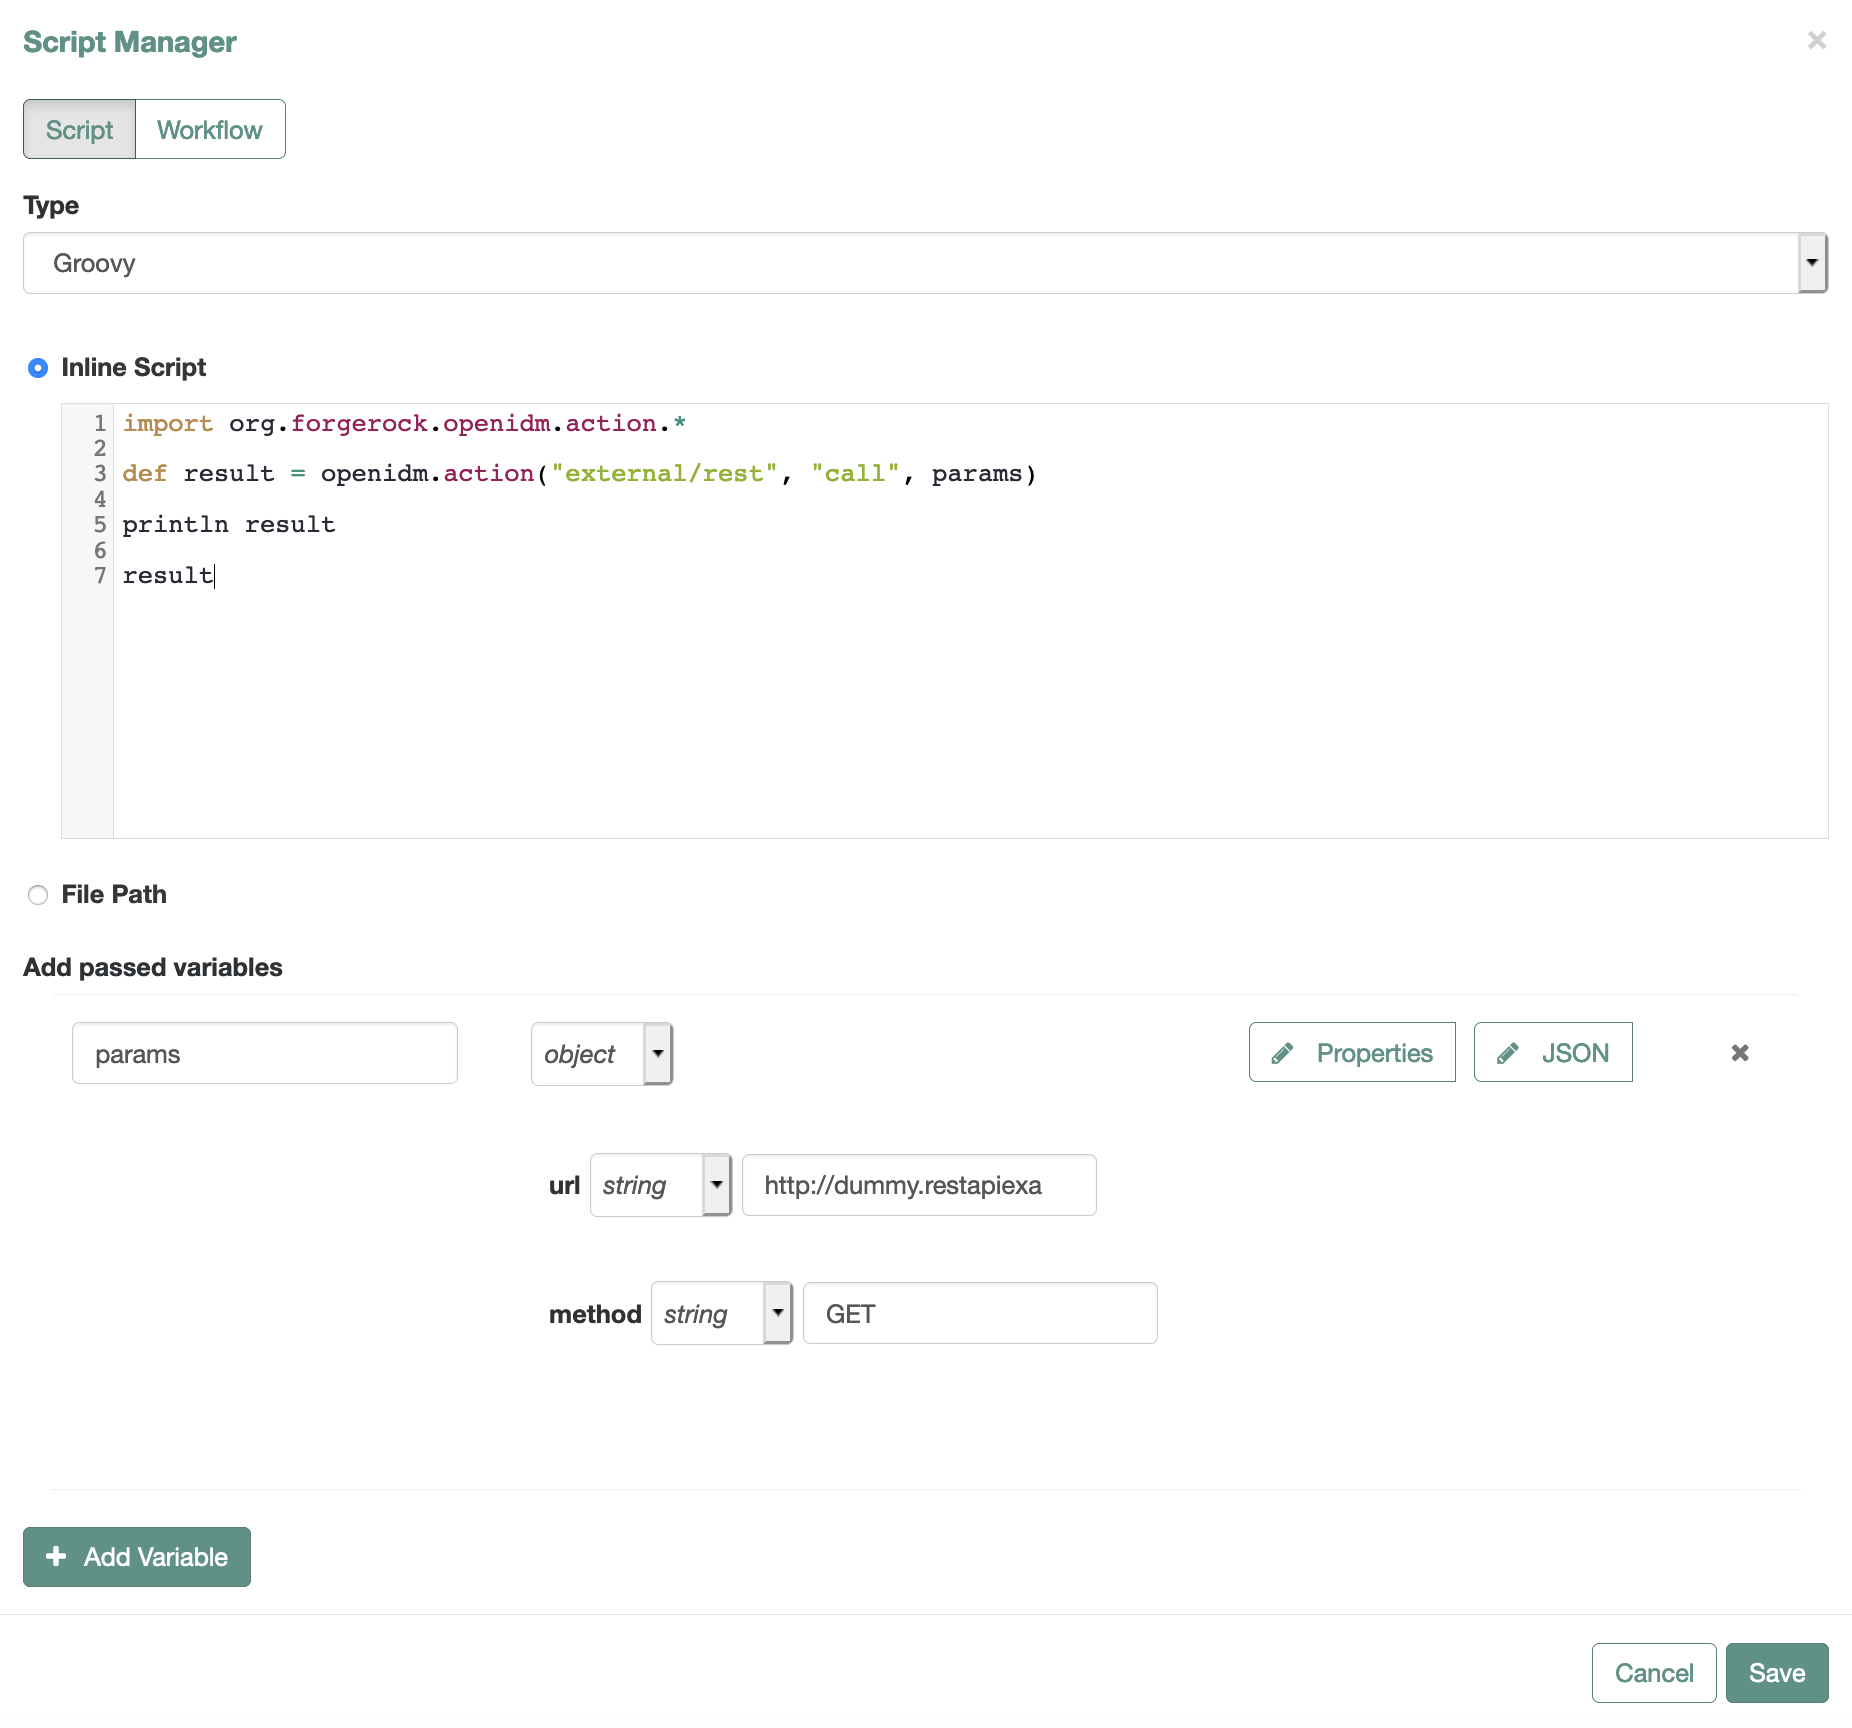 Script Manager
Script Workflow
Type
Groovy
Inline Script
1 import org.forgerock.openidm.action.*
2
3 def result = openidm.action("external/rest", "call", params)
4
5 println result
6
7 result
File Path
Add passed variables
params object Properties JSON
url string http://dummy.restapiexa
method string GET
Add Variable
Cancel Save